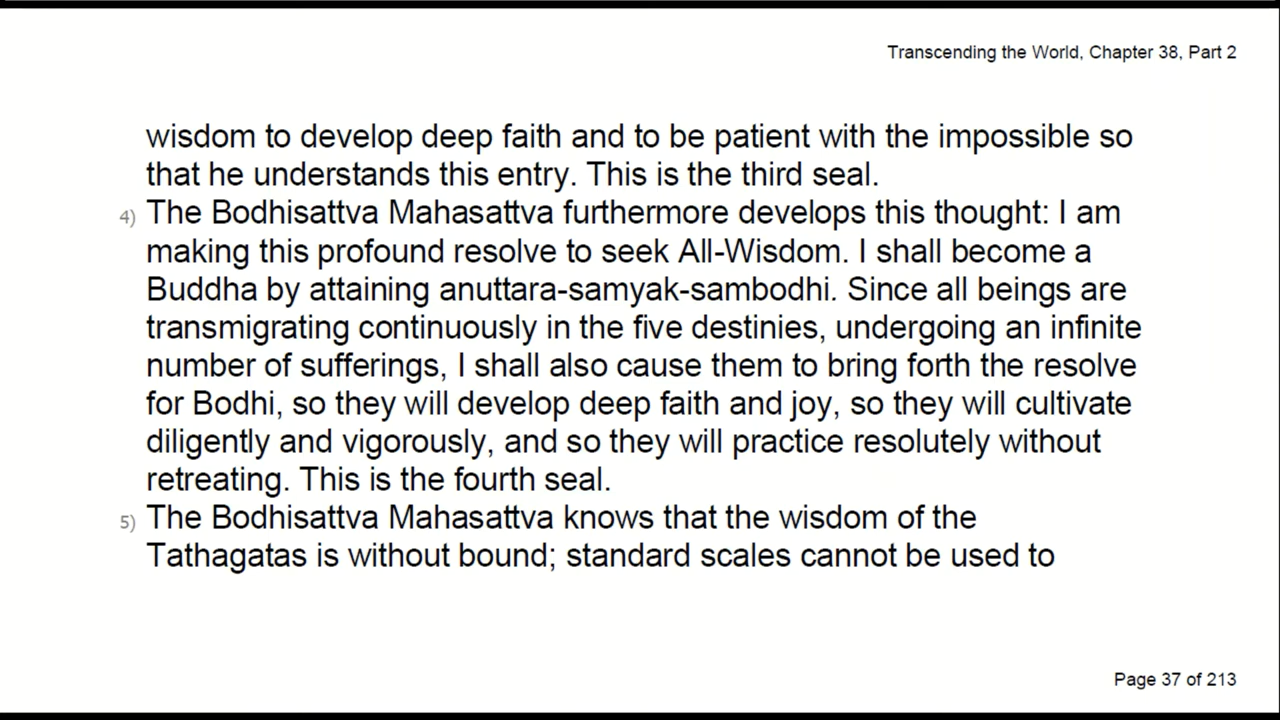 Transcending the World, Chapter 38, Part 2
wisdom to develop deep faith and to be patient with the impossible so
that he understands this entry. This is the third seal.
4) The Bodhisattva Mahasattva furthermore develops this thought: I am
making this profound resolve to seek All-Wisdom. I shall become a
Buddha by attaining anuttara-samyak-sambodhi. Since all beings are
transmigrating continuously in the five destinies, undergoing an infinite
number of sufferings, I shall also cause them to bring forth the resolve
for Bodhi, so they will develop deep faith and joy, so they will cultivate
diligently and vigorously, and so they will practice resolutely without
retreating. This is the fourth seal.
5) The Bodhisattva Mahasattva knows that the wisdom of the
Tathagatas is without bound; standard scales cannot be used to
Page 37 of 213